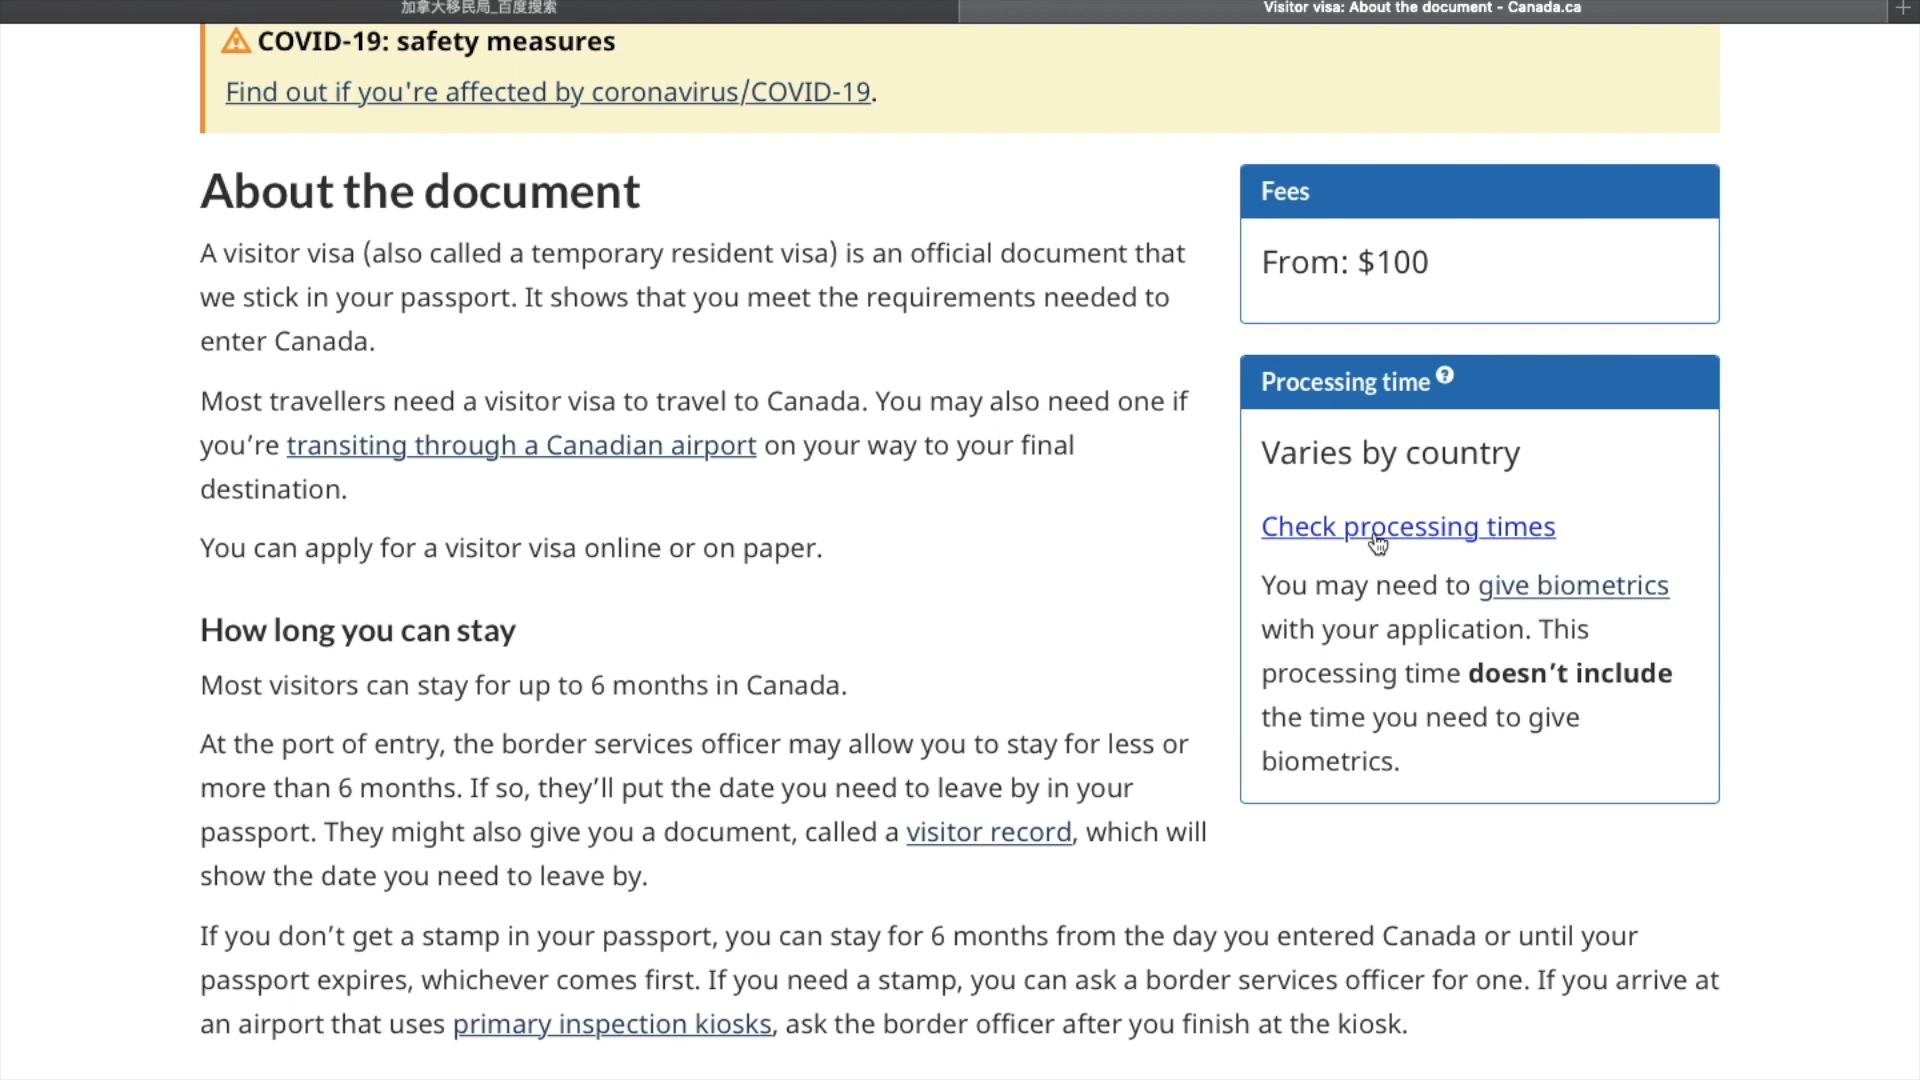 加拿大移民局_百度搜索
Visitor visa: About the document - Canada.ca
COVID-19: safety measures
Find out if you're affected by coronavirus/COVID-19.
About the document
A visitor visa (also called a temporary resident visa) is an official document that
we stick in your passport. It shows that you meet the requirements needed to
enter Canada.
Most travellers need a visitor visa to travel to Canada. You may also need one if
you’re transiting through a Canadian airport on your way to your final
destination.
You can apply for a visitor visa online or on paper.
How long you can stay
Most visitors can stay for up to 6 months in Canada.
At the port of entry, the border services officer may allow you to stay for less or
more than 6 months. If so, they’ll put the date you need to leave by in your
passport. They might also give you a document, called a visitor record, which will
show the date you need to leave by.
If you don’t get a stamp in your passport, you can stay for 6 months from the day you entered Canada or until your
passport expires, whichever comes first. If you need a stamp, you can ask a border services officer for one. If you arrive at
an airport that uses primary inspection kiosks, ask the border officer after you finish at the kiosk.
Fees
From: $100
Processing time ?
Varies by country
Check processing times
You may need to give biometrics
with your application. This
processing time doesn’t include
the time you need to give
biometrics.